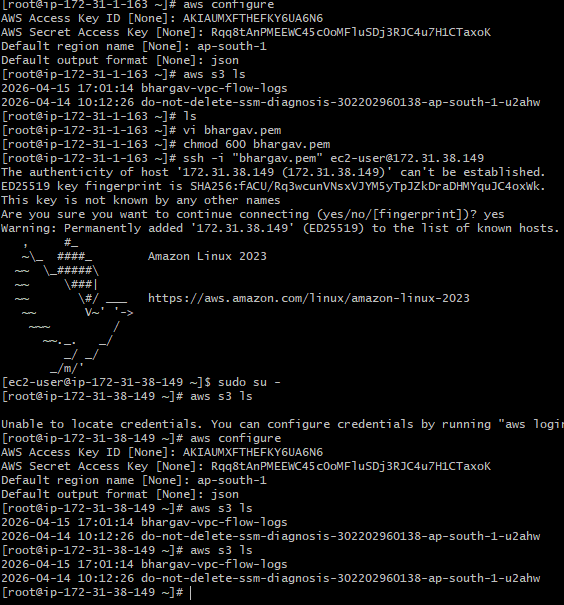 [root@ip-172-31-1-163 ~]# aws configure
AWS Access Key ID [None]: AKIAUMXFTHEFKY6UA6N6
AWS Secret Access Key [None]: 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
Default region name [None]: ap-south-1
Default output format [None]: json
[root@ip-172-31-1-163 ~]# aws s3 ls
2026-04-15 17:01:14 bhargav-vpc-flow-logs
2026-04-14 10:12:26 do-not-delete-ssm-diagnosis-302202960138-ap-south-1-u2ahw
[root@ip-172-31-1-163 ~]# ls
[root@ip-172-31-1-163 ~]# vi bhargav.pem
[root@ip-172-31-1-163 ~]# chmod 600 bhargav.pem
[root@ip-172-31-1-163 ~]# ssh -i "bhargav.pem" ec2-user@172.31.38.149
The authenticity of host '172.31.38.149 (172.31.38.149)' can't be established.
ED25519 key fingerprint is SHA256:fACU/Rq3wcunVNsxVJYM5yTpJZkDraDHMYquJC4oxWk.
This key is not known by any other names
Are you sure you want to continue connecting (yes/no/[fingerprint])? yes
Warning: Permanently added '172.31.38.149' (ED25519) to the list of known hosts.
   ,     #_
   ~\_  ####_        Amazon Linux 2023
  ~~  \_#####\
  ~~     \###|
  ~~       \#/ ___   https://aws.amazon.com/linux/amazon-linux-2023
   ~~       V~' '->
    ~~~         /
      ~~._.   _/
         _/ _/
       _/m/'
[ec2-user@ip-172-31-38-149 ~]$ sudo su -
[root@ip-172-31-38-149 ~]# aws s3 ls
Unable to locate credentials. You can configure credentials by running "aws login
[root@ip-172-31-38-149 ~]# aws configure
AWS Access Key ID [None]: AKIAUMXFTHEFKY6UA6N6
AWS Secret Access Key [None]: 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
Default region name [None]: ap-south-1
Default output format [None]: json
[root@ip-172-31-38-149 ~]# aws s3 ls
2026-04-15 17:01:14 bhargav-vpc-flow-logs
2026-04-14 10:12:26 do-not-delete-ssm-diagnosis-302202960138-ap-south-1-u2ahw
[root@ip-172-31-38-149 ~]# aws s3 ls
2026-04-15 17:01:14 bhargav-vpc-flow-logs
2026-04-14 10:12:26 do-not-delete-ssm-diagnosis-302202960138-ap-south-1-u2ahw
[root@ip-172-31-38-149 ~]#